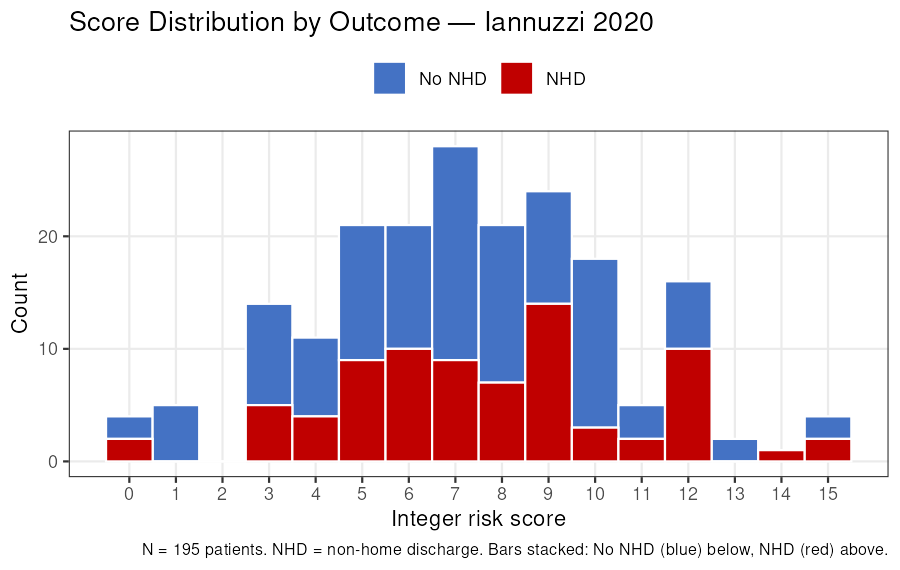 Score Distribution by Outcome — Iannuzzi 2020
No NHD NHD
Count
20
10
0
0 1 2 3 4 5 6 7 8 9 10 11 12 13 14 15
Integer risk score
N = 195 patients. NHD = non-home discharge. Bars stacked: No NHD (blue) below, NHD (red) above.